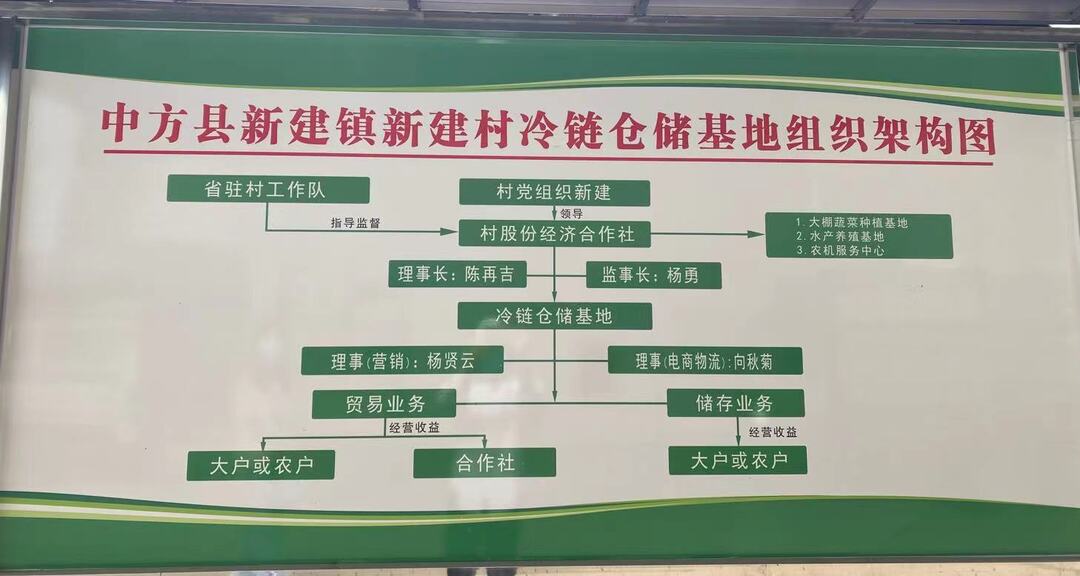 中方县新建镇新建村冷链仓储基地组织架构图
省驻村工作队
村党组织新建
指导监督
领导
村股份经济合作社
1. 大棚蔬菜种植基地
2. 水产养殖基地
3. 农机服务中心
理事长：陈再吉
监事长：杨勇
冷链仓储基地
理事(营销)：杨贤云
理事(电商物流)：向秋菊
贸易业务
储存业务
经营收益
经营收益
大户或农户
合作社
大户或农户